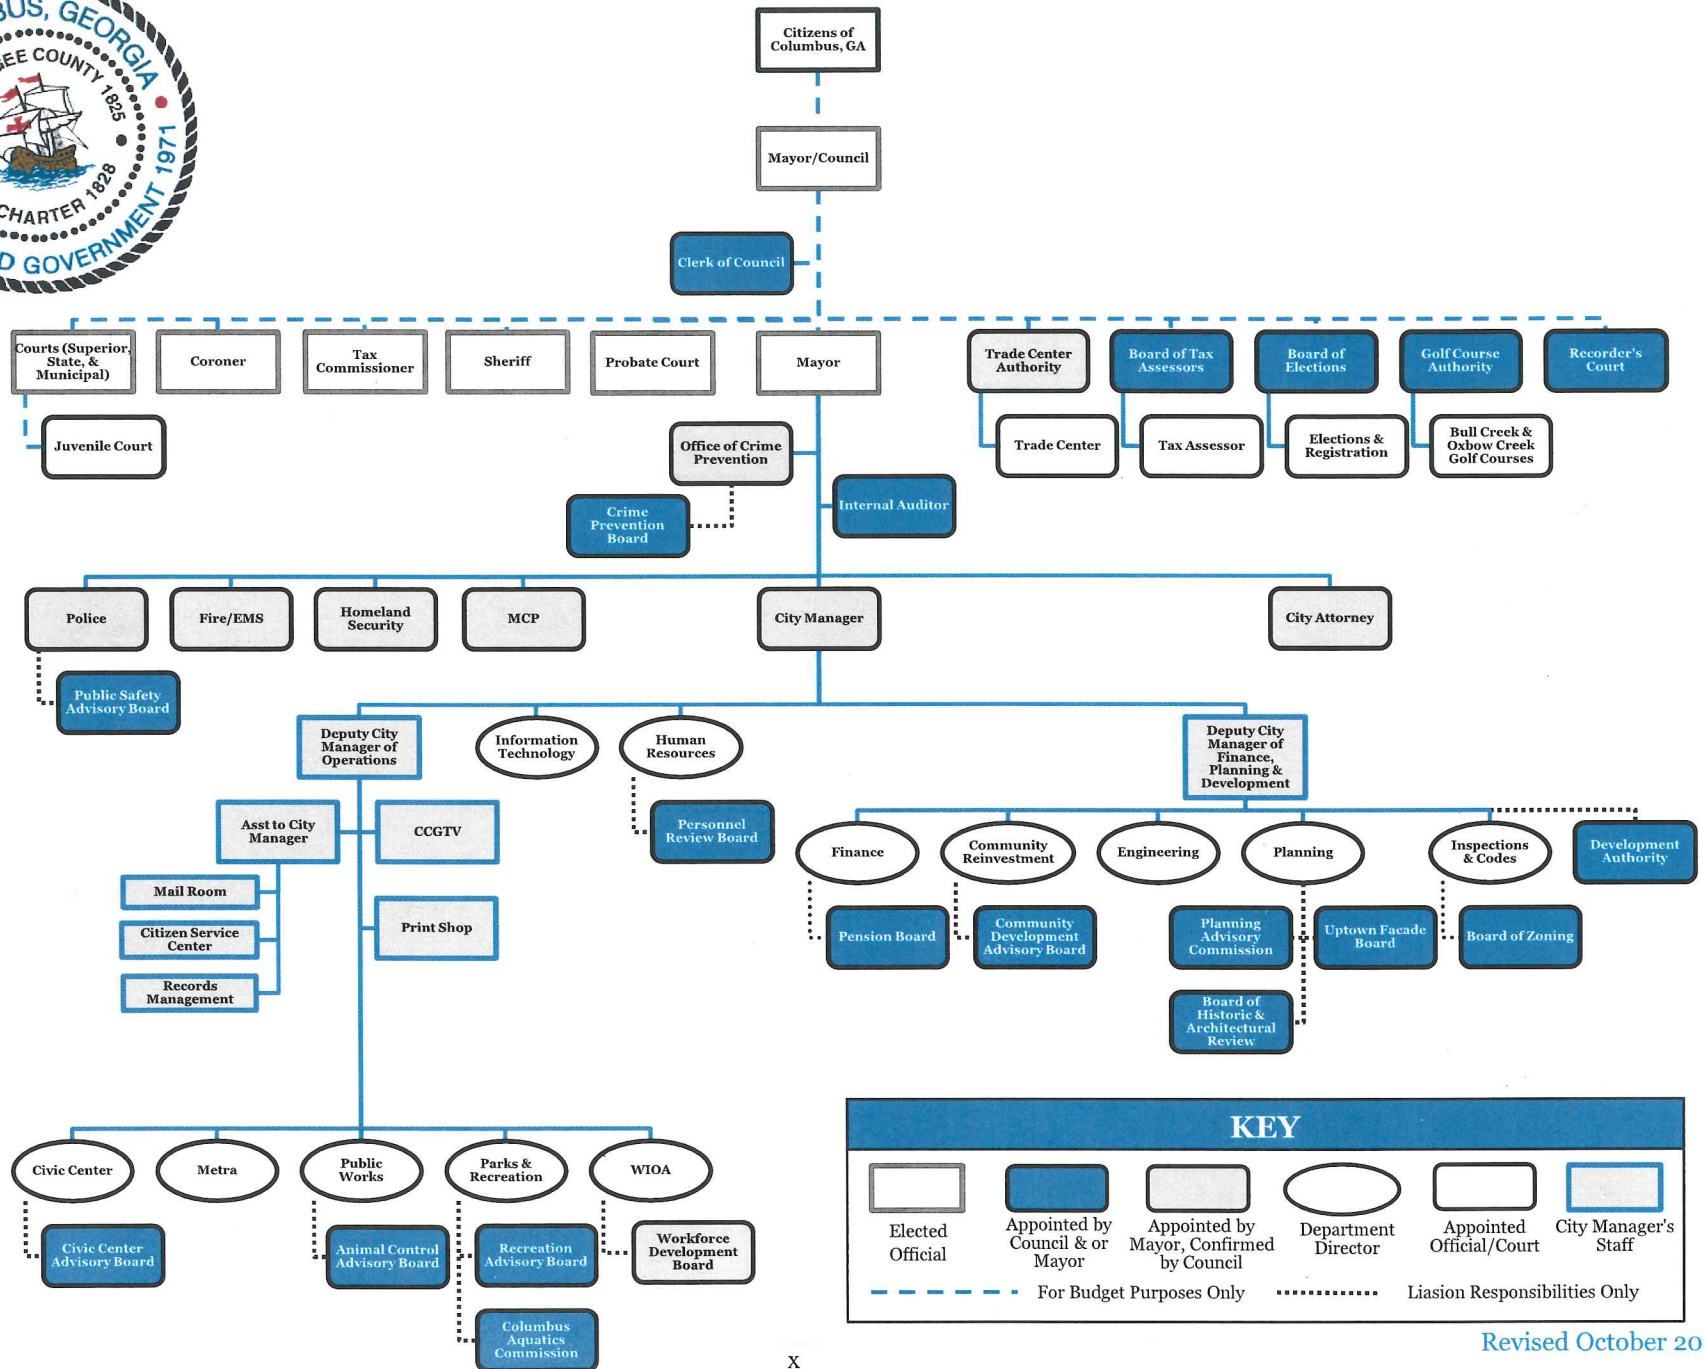 BUS, GEORGIA
GEE COUNTY 1825
CHARTER 1828
D GOVERNMENT 1971
Citizens of
Columbus, GA
Mayor/Council
Clerk of Council
Courts (Superior,
State, &
Municipal)
Coroner
Tax
Commissioner
Sheriff
Probate Court
Mayor
Trade Center
Authority
Board of Tax
Assessors
Board of
Elections
Golf Course
Authority
Recorder's
Court
Juvenile Court
Office of Crime
Prevention
Trade Center
Tax Assessor
Elections &
Registration
Bull Creek &
Oxbow Creek
Golf Courses
Crime
Prevention
Board
Internal Auditor
Police
Fire/EMS
Homeland
Security
MCP
City Manager
City Attorney
Public Safety
Advisory Board
Deputy City
Manager of
Operations
Information
Technology
Human
Resources
Deputy City
Manager of
Finance,
Planning &
Development
Asst to City
Manager
CCGTV
Personnel
Review Board
Finance
Community
Reinvestment
Engineering
Planning
Inspections
& Codes
Development
Authority
Mail Room
Citizen Service
Center
Records
Management
Print Shop
Pension Board
Community
Development
Advisory Board
Planning
Advisory
Commission
Uptown Facade
Board
Board of Zoning
Board of
Historic &
Architectural
Review
Civic Center
Metra
Public
Works
Parks &
Recreation
WIOA
Civic Center
Advisory Board
Animal Control
Advisory Board
Recreation
Advisory Board
Workforce
Development
Board
Columbus
Aquatics
Commission
KEY
Elected
Official
Appointed by
Council & or
Mayor
Appointed by
Mayor, Confirmed
by Council
Department
Director
Appointed
Official/Court
City Manager's
Staff
For Budget Purposes Only
Liasion Responsibilities Only
Revised October 20
x